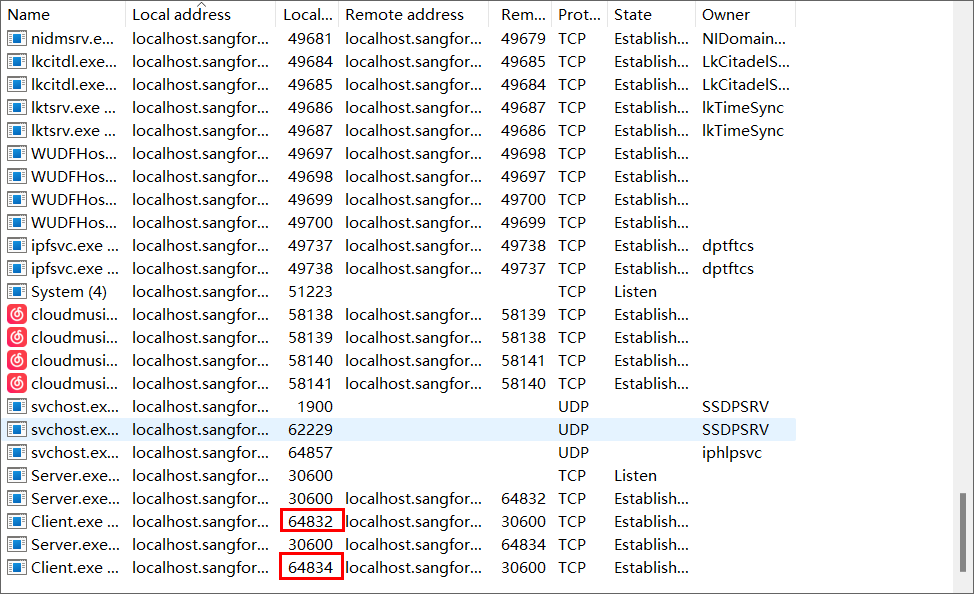 Name Local address Local... Remote address Rem... Prot... State Owner
nidmsrv.e... localhost.sangfor... 49681 localhost.sangfor... 49679 TCP Establish... NIDomain...
lkcitdl.exe... localhost.sangfor... 49684 localhost.sangfor... 49685 TCP Establish... LkCitadelS...
lkcitdl.exe... localhost.sangfor... 49685 localhost.sangfor... 49684 TCP Establish... LkCitadelS...
lktsrv.exe ... localhost.sangfor... 49686 localhost.sangfor... 49687 TCP Establish... lkTimeSync
lktsrv.exe ... localhost.sangfor... 49687 localhost.sangfor... 49686 TCP Establish... lkTimeSync
WUDFHos... localhost.sangfor... 49697 localhost.sangfor... 49698 TCP Establish...
WUDFHos... localhost.sangfor... 49698 localhost.sangfor... 49697 TCP Establish...
WUDFHos... localhost.sangfor... 49699 localhost.sangfor... 49700 TCP Establish...
WUDFHos... localhost.sangfor... 49700 localhost.sangfor... 49699 TCP Establish...
ipfsvc.exe ... localhost.sangfor... 49737 localhost.sangfor... 49738 TCP Establish... dptftcs
ipfsvc.exe ... localhost.sangfor... 49738 localhost.sangfor... 49737 TCP Establish... dptftcs
System (4) localhost.sangfor... 51223 TCP Listen
cloudmusi... localhost.sangfor... 58138 localhost.sangfor... 58139 TCP Establish...
cloudmusi... localhost.sangfor... 58139 localhost.sangfor... 58138 TCP Establish...
cloudmusi... localhost.sangfor... 58140 localhost.sangfor... 58141 TCP Establish...
cloudmusi... localhost.sangfor... 58141 localhost.sangfor... 58140 TCP Establish...
svchost.ex... localhost.sangfor... 1900 UDP SSDPSRV
svchost.ex... localhost.sangfor... 62229 UDP SSDPSRV
svchost.ex... localhost.sangfor... 64857 UDP iphlpsvc
Server.exe... localhost.sangfor... 30600 TCP Listen
Server.exe... localhost.sangfor... 30600 localhost.sangfor... 64832 TCP Establish...
Client.exe ... localhost.sangfor... 64832 localhost.sangfor... 30600 TCP Establish...
Server.exe... localhost.sangfor... 30600 localhost.sangfor... 64834 TCP Establish...
Client.exe ... localhost.sangfor... 64834 localhost.sangfor... 30600 TCP Establish...